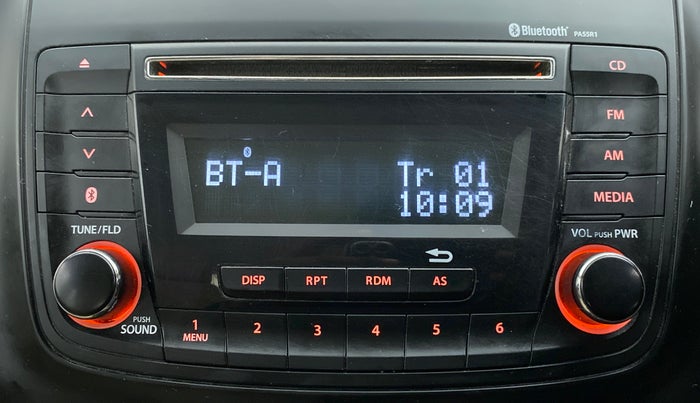 Bluetooth® PA55R1
CD
FM
AM
MEDIA
BT-A Tr 01
10:09
TUNE/FLD
VOL PUSH PWR
DISP RPT RDM AS
PUSH
SOUND
1 2 3 4 5 6
MENU